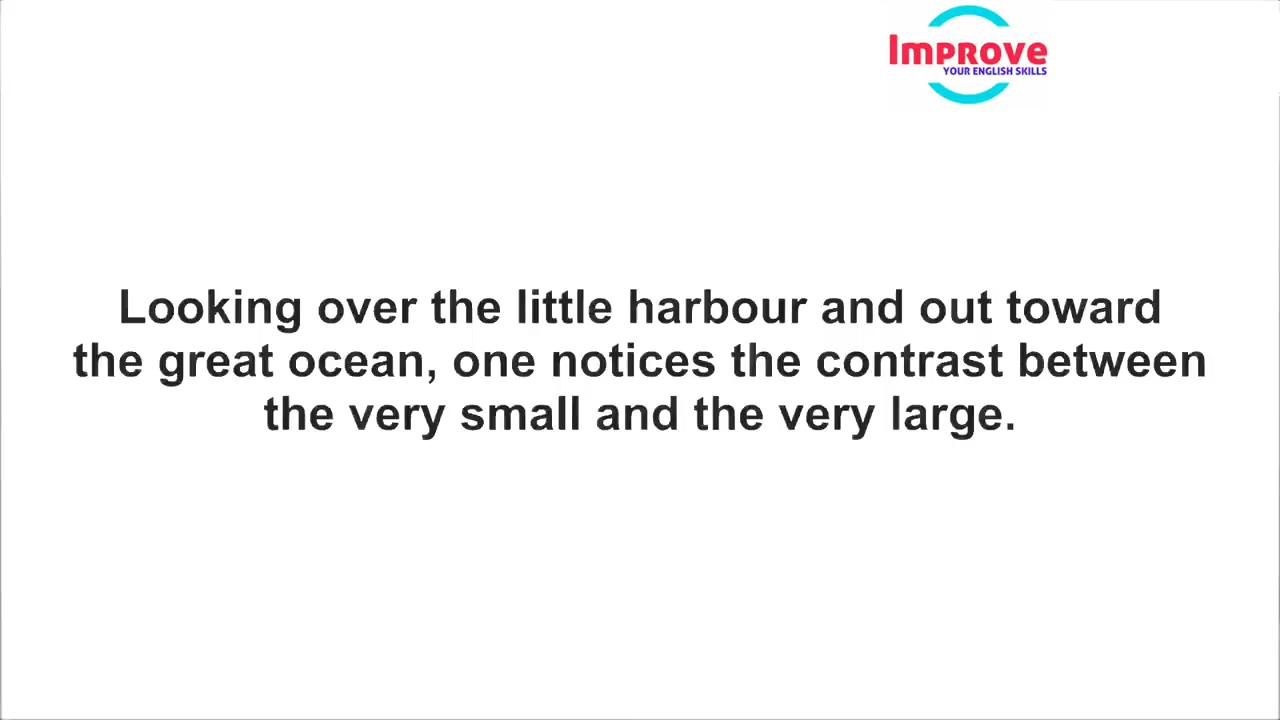 Improve
YOUR ENGLISH SKILLS
Looking over the little harbour and out toward
the great ocean, one notices the contrast between
the very small and the very large.